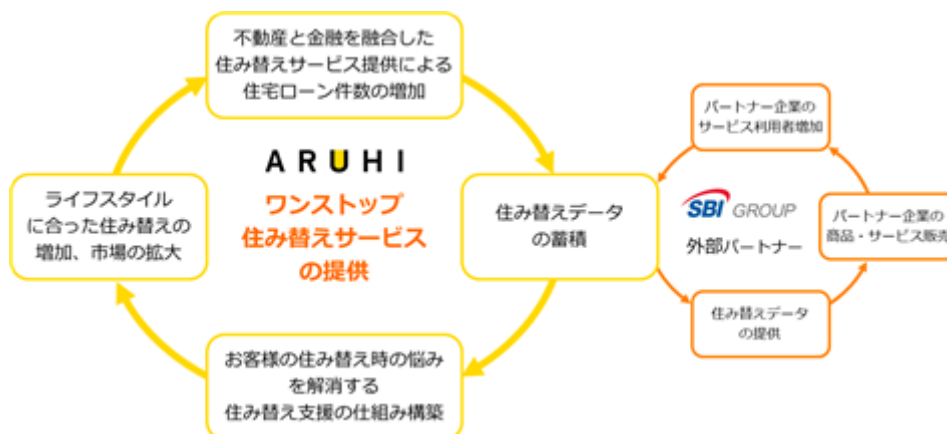 不動産と金融を融合した
住み替えサービス提供による
住宅ローン件数の増加
ARUHI
ワンストップ
住み替えサービス
の提供
ライフスタイル
に合った住み替えの
増加、市場の拡大
住み替えデータ
の蓄積
お客様の住み替え時の悩み
を解消する
住み替え支援の仕組み構築
パートナー企業の
サービス利用者増加
SBI GROUP
外部パートナー
パートナー企業の
商品・サービス販売
住み替えデータ
の提供